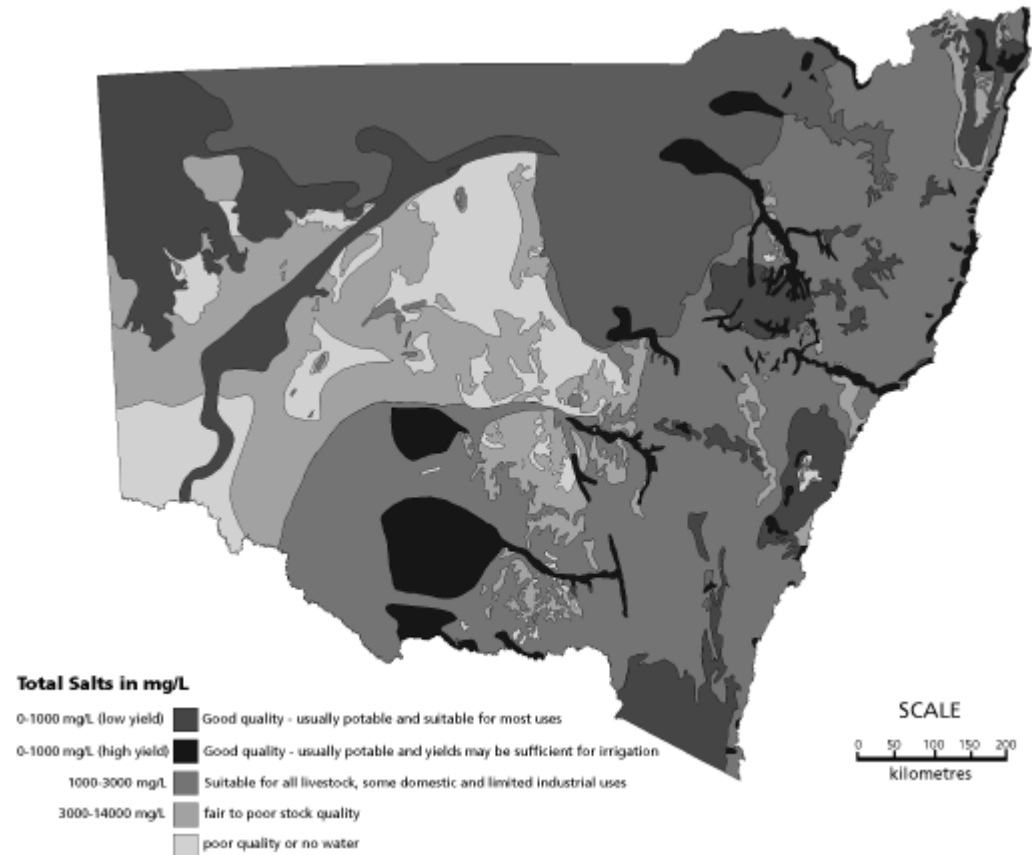 Total Salts in mg/L
0-1000 mg/L (low yield) Good quality - usually potable and suitable for most uses
0-1000 mg/L (high yield) Good quality - usually potable and yields may be sufficient for irrigation
1000-3000 mg/L Suitable for all livestock, some domestic and limited industrial uses
3000-14000 mg/L fair to poor stock quality
poor quality or no water
SCALE
0 50 100 150 200
kilometres